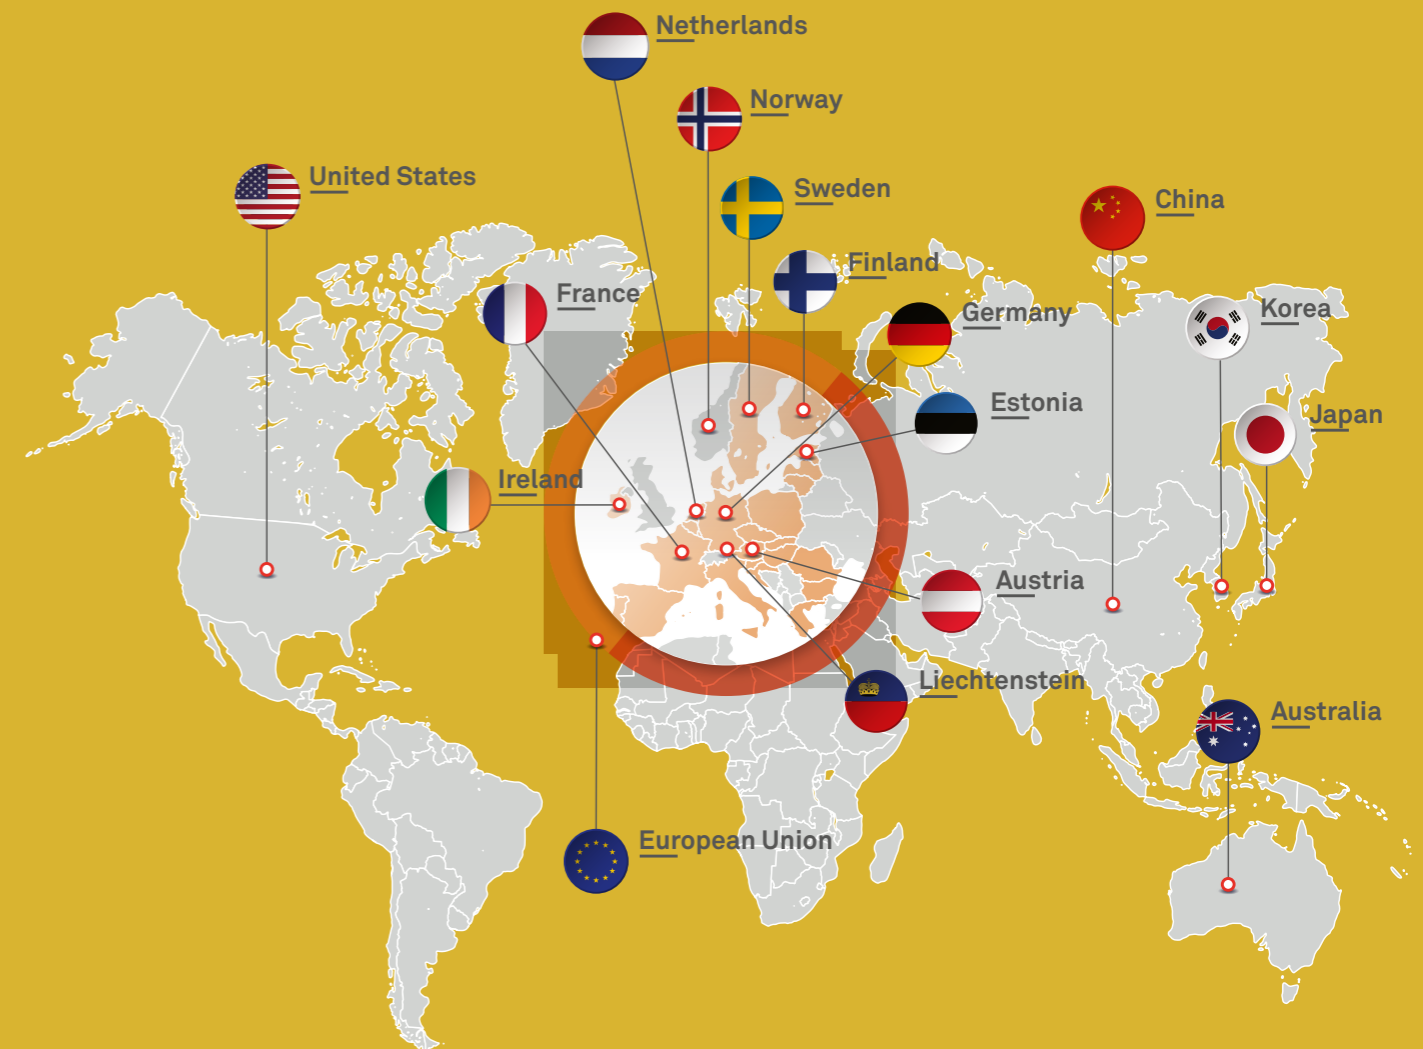 Netherlands
Norway
United States
Sweden
China
Finland
France
Germany
Korea
Estonia
Japan
Ireland
Austria
Liechtenstein
Australia
European Union